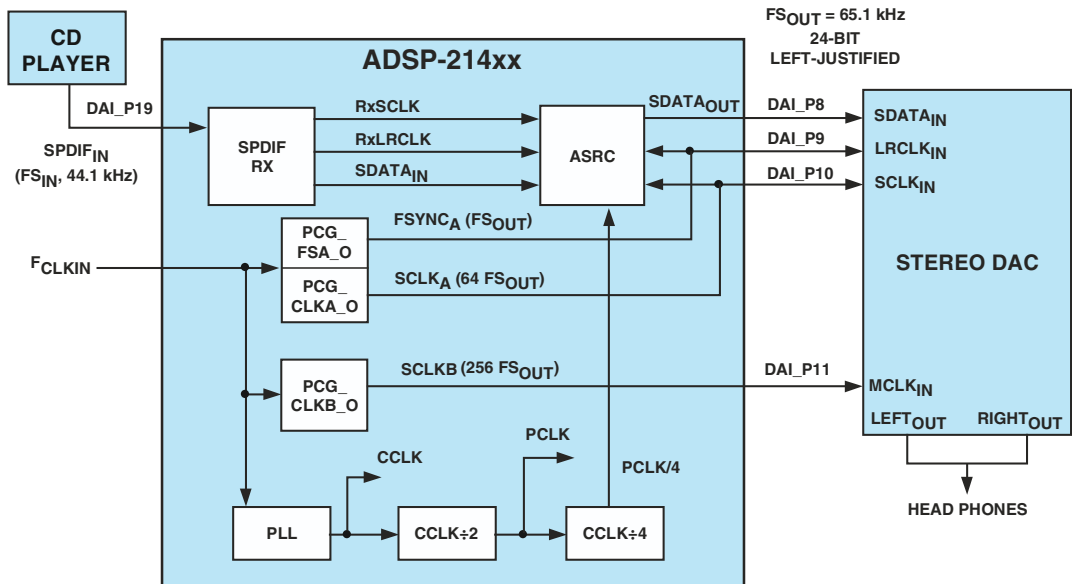 CD
PLAYER
DAI_P19
SPDIFIN
(FSIN, 44.1 kHz)
FCLKIN
ADSP-214xx
SPDIF
RX
RxSCLK
RxLRCLK
SDATAIN
ASRC
SDATAOUT
PCG_
FSA_O
PCG_
CLKA_O
FSYNCA (FSOUT)
SCLKA (64 FSOUT)
PCG_
CLKB_O
SCLKB (256 FSOUT)
CCLK
PCLK
PCLK/4
PLL
CCLK÷2
CCLK÷4
FSOUT = 65.1 kHz
24-BIT
LEFT-JUSTIFIED
DAI_P8
DAI_P9
DAI_P10
DAI_P11
SDATAIN
LRCLKIN
SCLKIN
STEREO DAC
MCLKIN
LEFTOUT
RIGHTOUT
HEAD PHONES